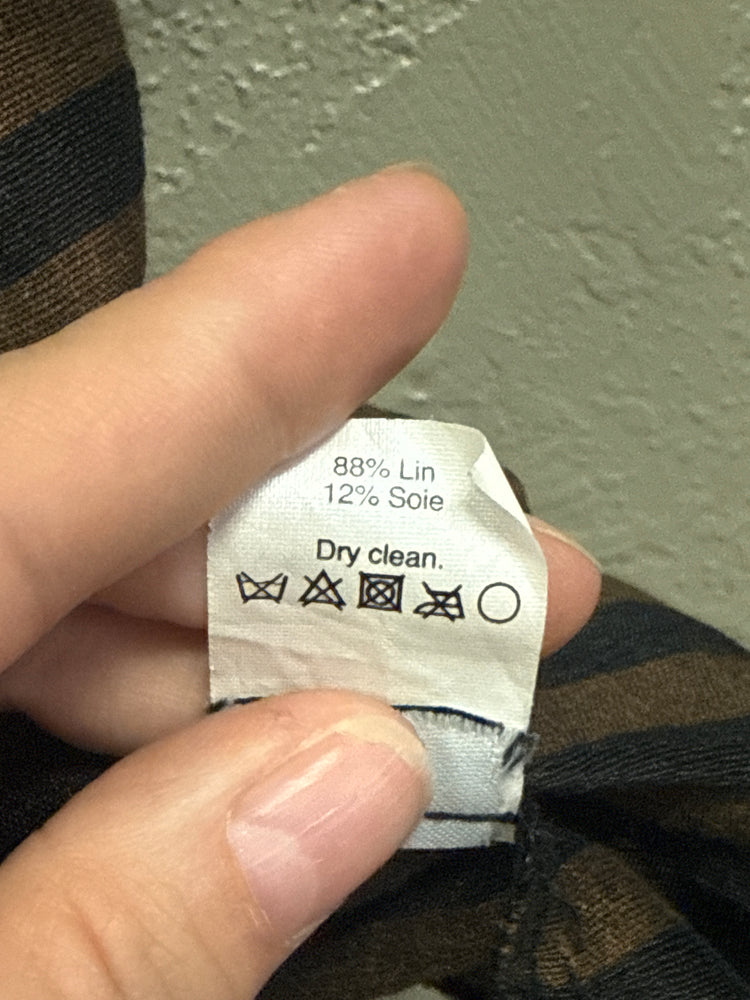 88% Lin
12% Soie
Dry clean.